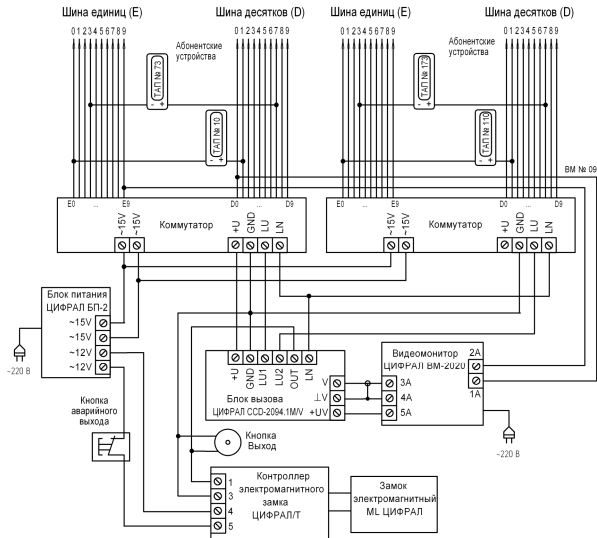 Шина единиц (E)
Шина десятков (D)
Шина единиц (E)
Шина десятков (D)
0 1 2 3 4 5 6 7 8 9
0 1 2 3 4 5 6 7 8 9
0 1 2 3 4 5 6 7 8 9
0 1 2 3 4 5 6 7 8 9
Абонентские
устройства
Абонентские
устройства
ТАП № 73
- +
ТАП № 173
- +
ТАП № 10
- +
ТАП № 110
- +
ВМ № 09
E0 ... E9 D0 ... D9
E0 ... E9 D0 ... D9
Коммутатор
~15V
~15V
+U
GND
LU
LN
Коммутатор
~15V
~15V
+U
GND
LU
LN
Блок питания
ЦИФРАЛ БП-2
~15V
~15V
~12V
~12V
~220 В
+U
GND
LU1
LU2
OUT
LN
Блок вызова
ЦИФРАЛ CCD-2094.1M/V
V
⊥V
+UV
Видеомонитор
ЦИФРАЛ ВМ-2020
2A
1A
3A
4A
5A
~220 В
Кнопка
аварийного
выхода
Кнопка
Выход
1
3
4
5
Контроллер
электромагнитного
замка
ЦИФРАЛ/Т
Замок
электромагнитный
ML ЦИФРАЛ